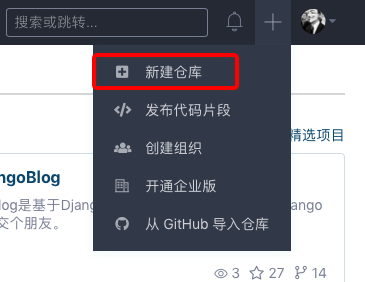 搜索或跳转...
新建仓库
发布代码片段
创建组织
开通企业版
从 GitHub 导入仓库
精选项目
ngoBlog
log是基于Djan
ango
交个朋友。
3 27 14